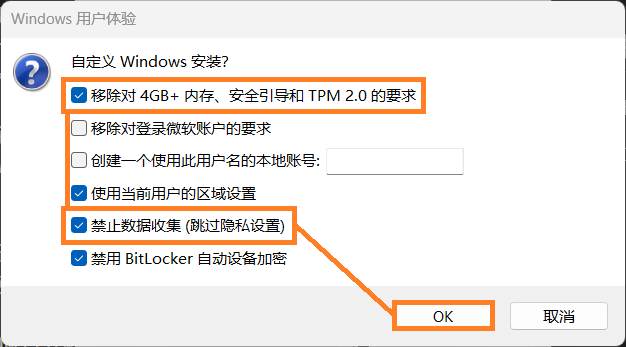 Windows 用户体验
自定义 Windows 安装?
移除对 4GB+ 内存、安全引导和 TPM 2.0 的要求
移除对登录微软账户的要求
创建一个使用此用户名的本地账号:
使用当前用户的区域设置
禁止数据收集 (跳过隐私设置)
禁用 BitLocker 自动设备加密
OK
取消